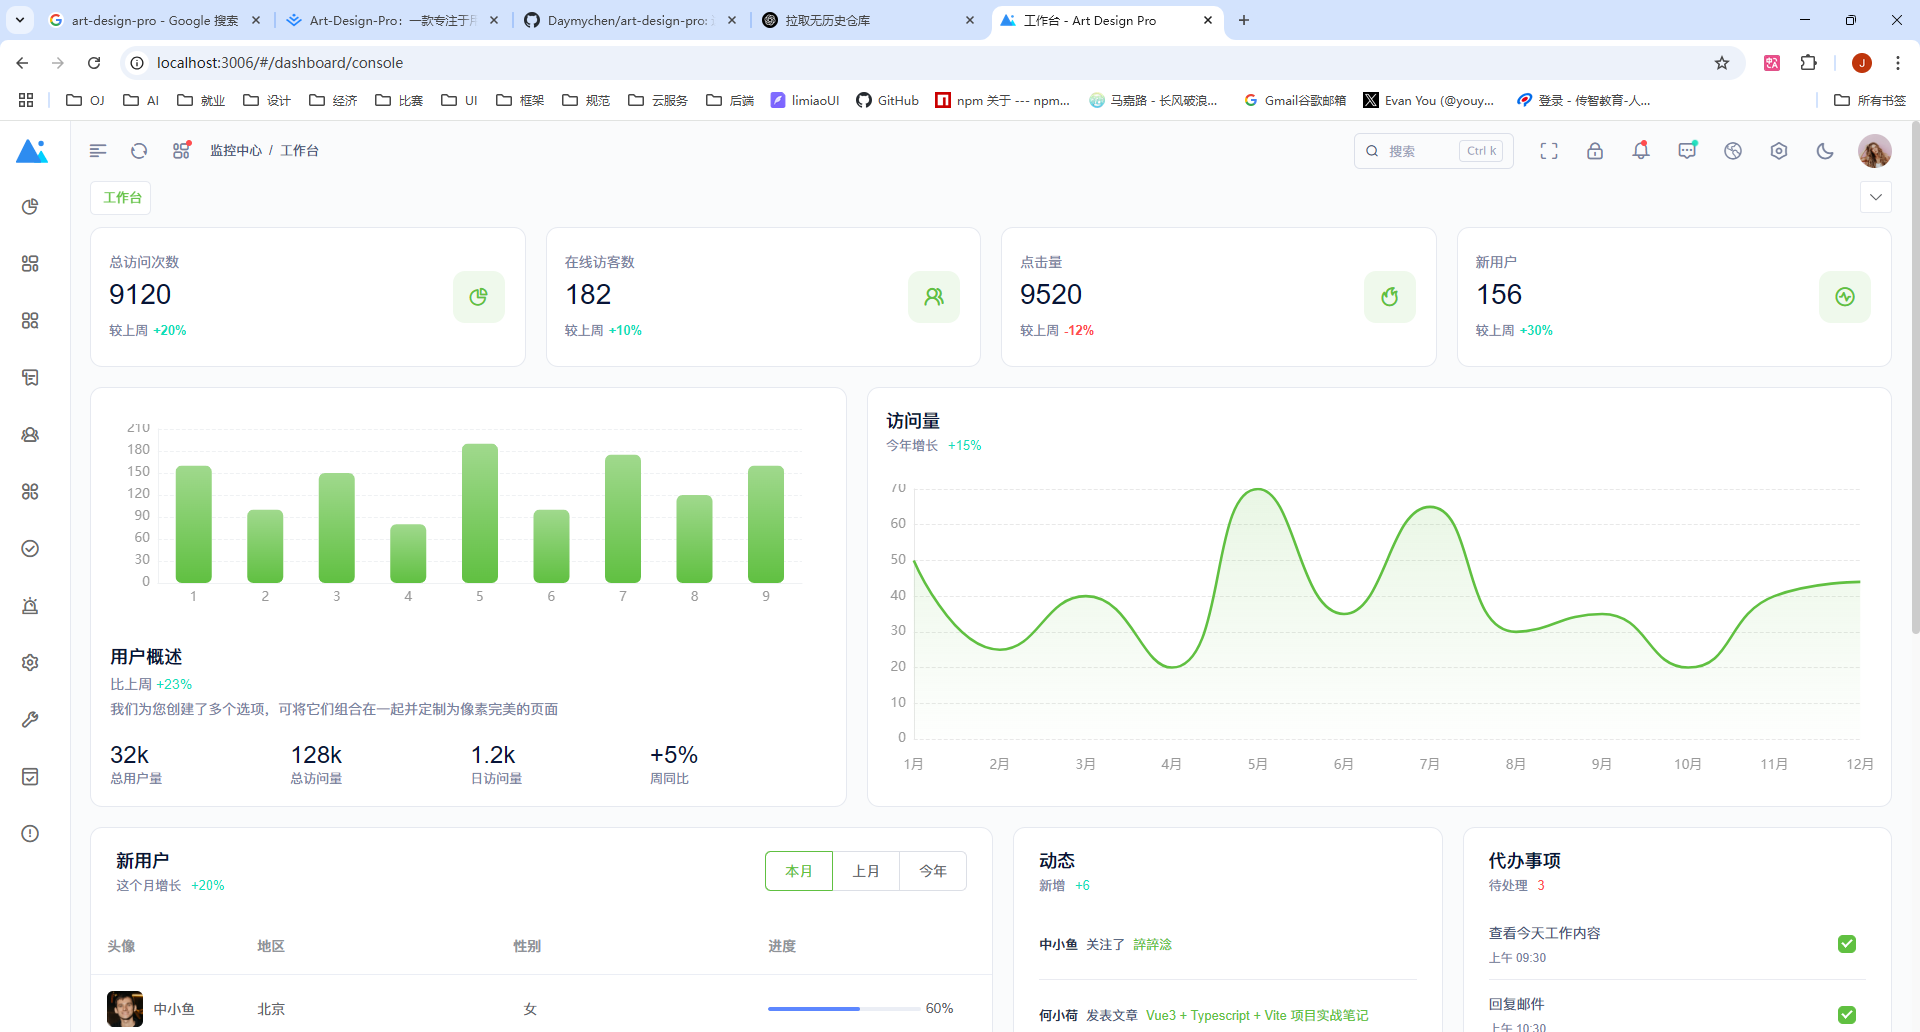 art-design-pro - Google 搜索
Art-Design-Pro：一款专注于用
Daymychen/art-design-pro:
拉取无历史仓库
工作台 - Art Design Pro
localhost:3006/#/dashboard/console
J
OJ
AI
就业
设计
经济
比赛
UI
框架
规范
云服务
后端
limiaoUI
GitHub
npm 关于 --- npm...
马嘉路 - 长风破浪...
Gmail谷歌邮箱
Evan You (@youy...
登录 - 传智教育-人...
所有书签
监控中心 / 工作台
搜索 Ctrl k
工作台
总访问次数
9120
较上周 +20%
在线访客数
182
较上周 +10%
点击量
9520
较上周 -12%
新用户
156
较上周 +30%
210
180
150
120
90
60
30
0
1 2 3 4 5 6 7 8 9
用户概述
比上周 +23%
我们为您创建了多个选项，可将它们组合在一起并定制为像素完美的页面
32k
总用户量
128k
总访问量
1.2k
日访问量
+5%
周同比
访问量
今年增长 +15%
70
60
50
40
30
20
10
0
1月 2月 3月 4月 5月 6月 7月 8月 9月 10月 11月 12月
新用户
这个月增长 +20%
本月 上月 今年
头像 地区 性别 进度
中小鱼 北京 女 60%
动态
新增 +6
中小鱼 关注了 誶誶淰
何小荷 发表文章 Vue3 + Typescript + Vite 项目实战笔记
代办事项
待处理 3
查看今天工作内容
上午 09:30
回复邮件
上午 10:30